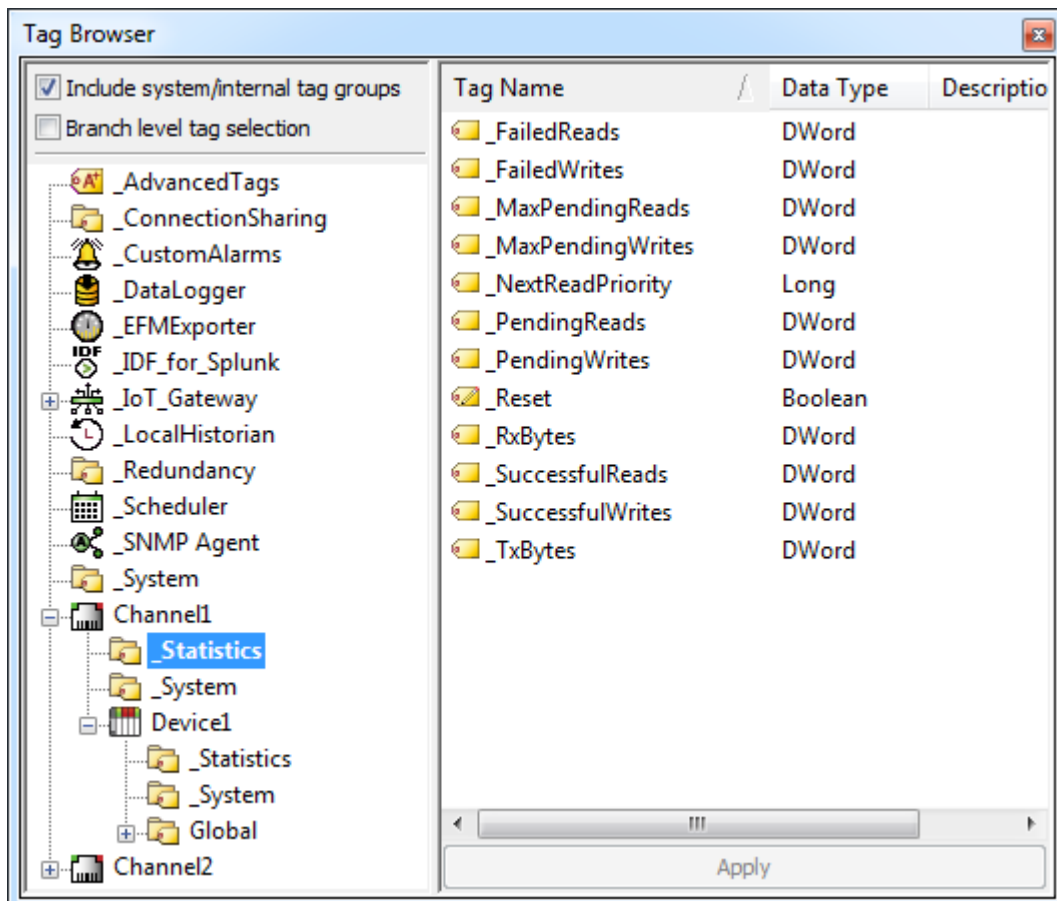 Tag Browser
Include system/internal tag groups
Branch level tag selection
_AdvancedTags
_ConnectionSharing
_CustomAlarms
_DataLogger
_EFMExporter
IDF
_IDF_for_Splunk
_IoT_Gateway
_LocalHistorian
_Redundancy
_Scheduler
_SNMP Agent
_System
Channel1
_Statistics
_System
Device1
_Statistics
_System
Global
Channel2
Tag Name Data Type Descriptio
_FailedReads DWord
_FailedWrites DWord
_MaxPendingReads DWord
_MaxPendingWrites DWord
_NextReadPriority Long
_PendingReads DWord
_PendingWrites DWord
_Reset Boolean
_RxBytes DWord
_SuccessfulReads DWord
_SuccessfulWrites DWord
_TxBytes DWord
Apply